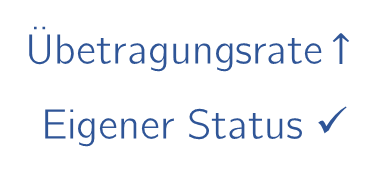 Übetragungsrate ↑
Eigener Status ✓